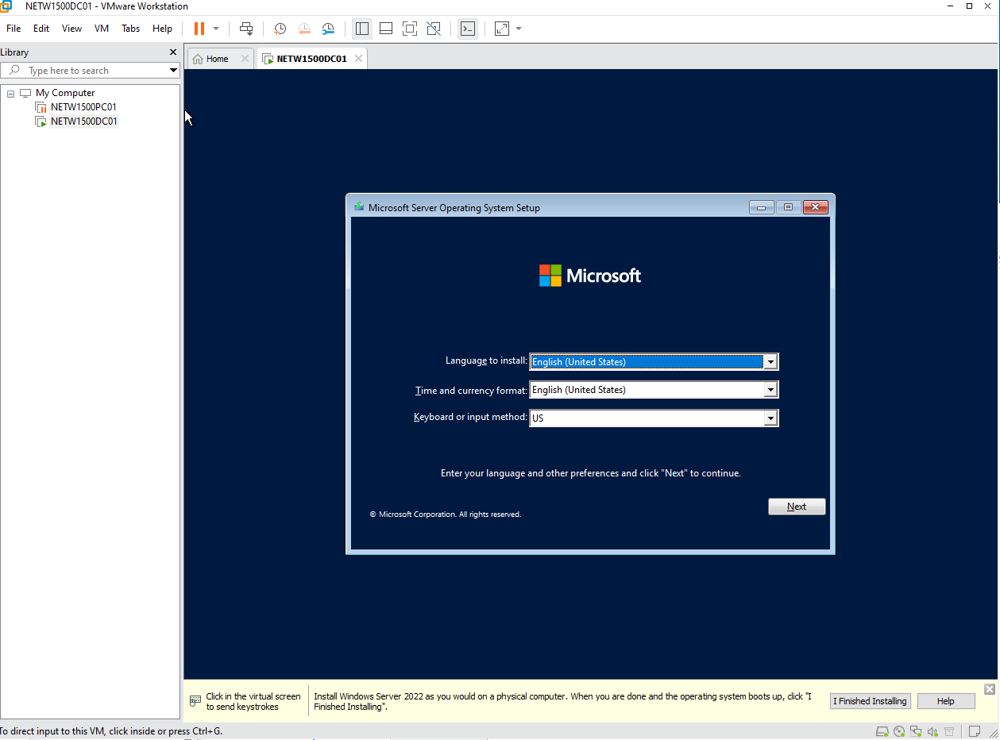 NETW1500DC01 - VMware Workstation
File Edit View VM Tabs Help
Library
Type here to search
My Computer
NETW1500PC01
NETW1500DC01
Home
NETW1500DC01
Microsoft Server Operating System Setup
Microsoft
Language to install: English (United States)
Time and currency format: English (United States)
Keyboard or input method: US
Enter your language and other preferences and click "Next" to continue.
Next
© Microsoft Corporation. All rights reserved.
Click in the virtual screen
to send keystrokes
Install Windows Server 2022 as you would on a physical computer. When you are done and the operating system boots up, click "I
Finished Installing".
I Finished Installing
Help
To direct input to this VM, click inside or press Ctrl+G.